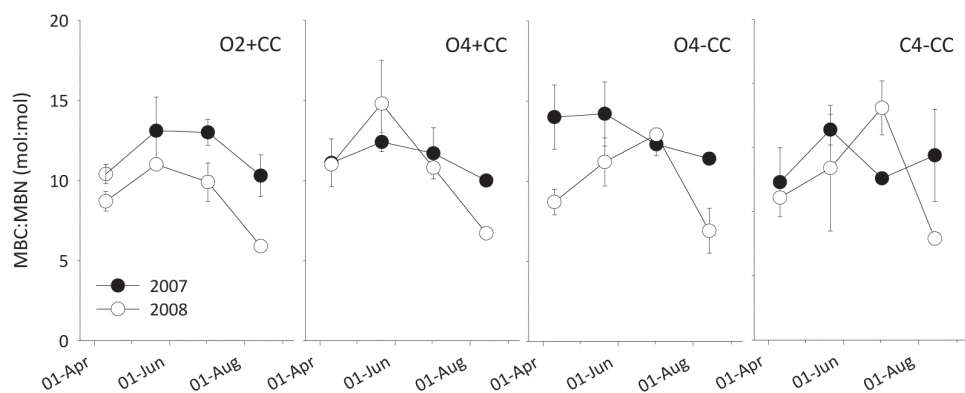 O2+CC
O4+CC
O4-CC
C4-CC
MBC:MBN (mol:mol)
20
15
10
5
0
2007
2008
01-Apr
01-Jun
01-Aug
01-Apr
01-Jun
01-Aug
01-Apr
01-Jun
01-Aug
01-Apr
01-Jun
01-Aug